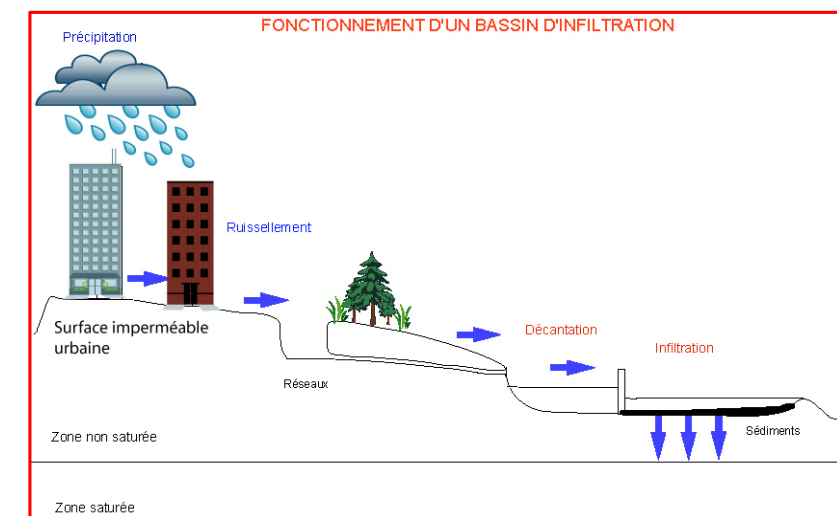 FONCTIONNEMENT D'UN BASSIN D'INFILTRATION
Précipitation
Ruissellement
Surface imperméable
urbaine
Décantation
Infiltration
Réseaux
Sédiments
Zone non saturée
Zone saturée